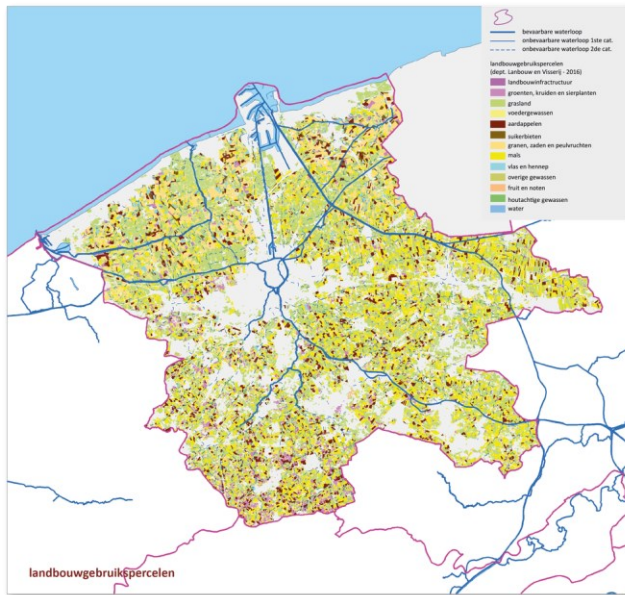 bevaarbare waterloop
onbevaarbare waterloop 1ste cat.
onbevaarbare waterloop 2de cat.
landbouwgebruikspercelen
(dept. Lanbouw en Visserij - 2016)
landbouwinfrastructuur
groenten, kruiden en sierplanten
grasland
voedergewassen
aardappelen
suikerbieten
granen, zaden en peulvruchten
maïs
vlas en hennep
overige gewassen
fruit en noten
houtachtige gewassen
water
landbouwgebruikspercelen